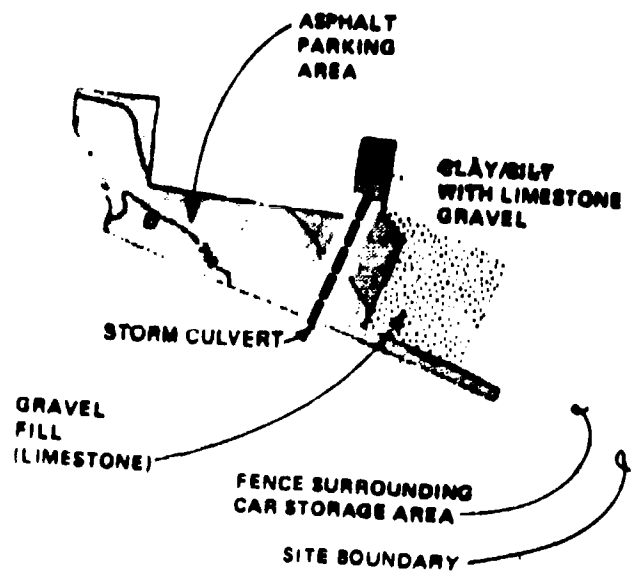 ASPHALT
PARKING
AREA
CLAY/SILT
WITH LIMESTONE
GRAVEL
STORM CULVERT
GRAVEL
FILL
(LIMESTONE)
FENCE SURROUNDING
CAR STORAGE AREA
SITE BOUNDARY